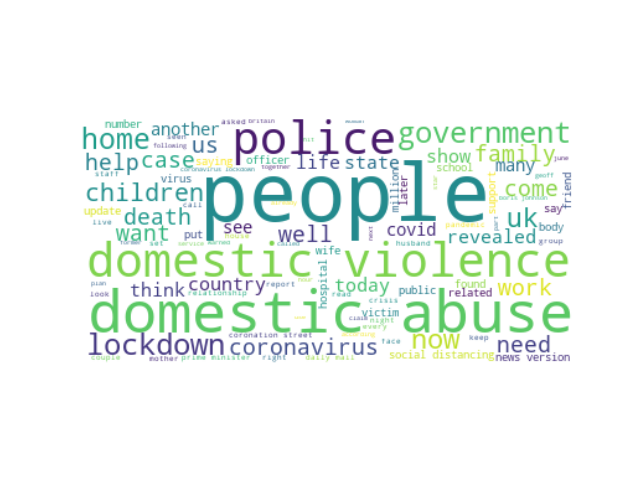 number
another
asked
britain
seen
following
home
us
police
government
coronavirus lockdown
together
june
help
case
saying
officer
life
state
show
family
many
staff
virus
school
geoff
children
call
people
million
later
support
friend
come
boris johnson
death
say
update
live
want
put
see
well
covid
pandemic
uk
body
revealed
group
service
warned
called
wife
husband
next
domestic violence
plan
look
think
country
relationship
report
hospital
today
read
crisis
public
found
related
work
domestic abuse
victim
night
every
claim
lockdown
coronavirus
coronation street
face
now
keep
need
couple
mother
prime minister
right
daily mail
social distancing
news version